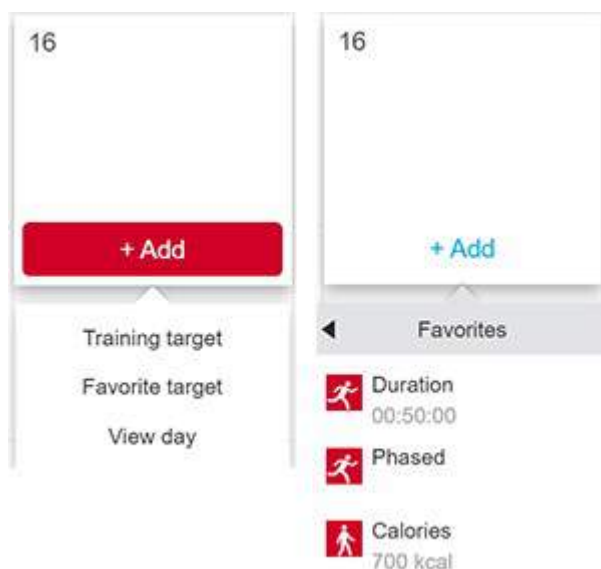 16
+ Add
Training target
Favorite target
View day
16
+ Add
Favorites
Duration
00:50:00
Phased
Calories
700 kcal